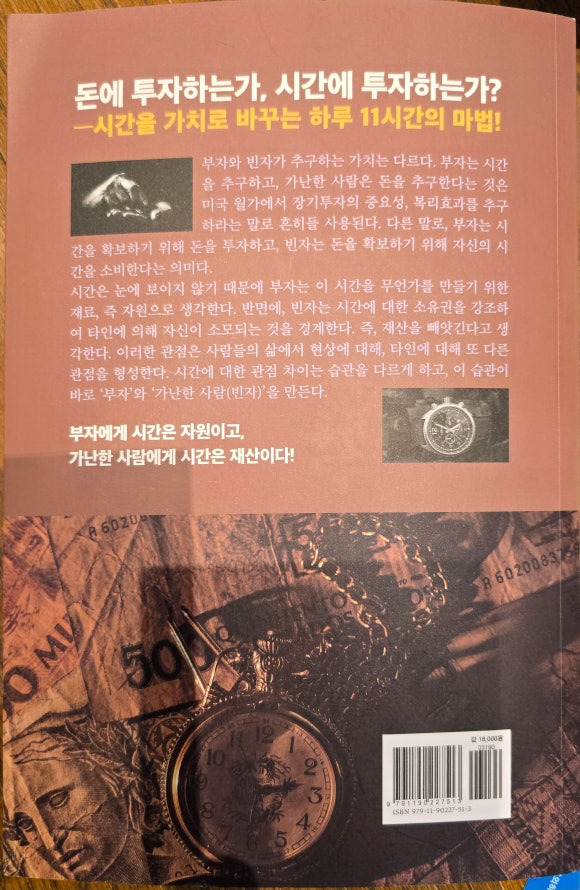 돈에 투자하는가, 시간에 투자하는가?
—시간을 가치로 바꾸는 하루 11시간의 마법!
부자와 빈자가 추구하는 가치는 다르다. 부자는 시간
을 추구하고, 가난한 사람은 돈을 추구한다는 것은
미국 월가에서 장기투자의 중요성, 복리효과를 추구
하라는 말로 흔히들 사용된다. 다른 말로, 부자는 시
간을 확보하기 위해 돈을 투자하고, 빈자는 돈을 확보하기 위해 자신의 시
간을 소비한다는 의미다.
시간은 눈에 보이지 않기 때문에 부자는 이 시간을 무언가를 만들기 위한
재료, 즉 자원으로 생각한다. 반면에, 빈자는 시간에 대한 소유권을 강조하
여 타인에 의해 자신이 소모되는 것을 경계한다. 즉, 재산을 빼앗긴다고 생
각한다. 이러한 관점은 사람들의 삶에서 현상에 대해, 타인에 대해 또 다른
관점을 형성한다. 시간에 대한 관점 차이는 습관을 다르게 하고, 이 습관이
바로 ‘부자’와 ‘가난한 사람(빈자)’을 만든다.
부자에게 시간은 자원이고,
가난한 사람에게 시간은 재산이다!
A 6020083
500
0 MIL
값 18,000원
03190
9 791190 227513
ISBN 979-11-90227-51-3